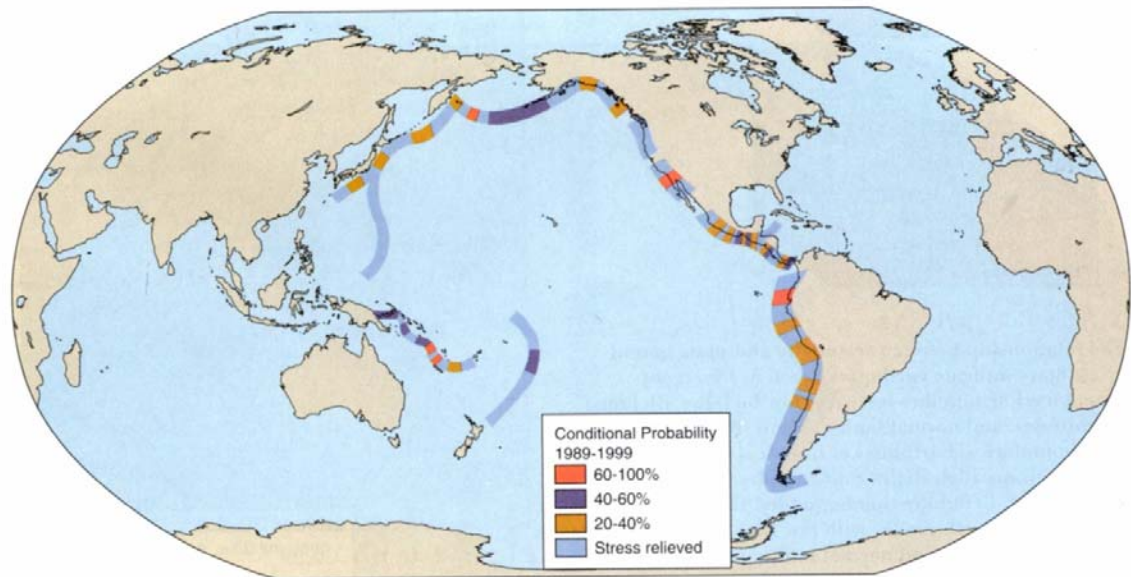 Conditional Probability
1989-1999
60-100%
40-60%
20-40%
Stress relieved